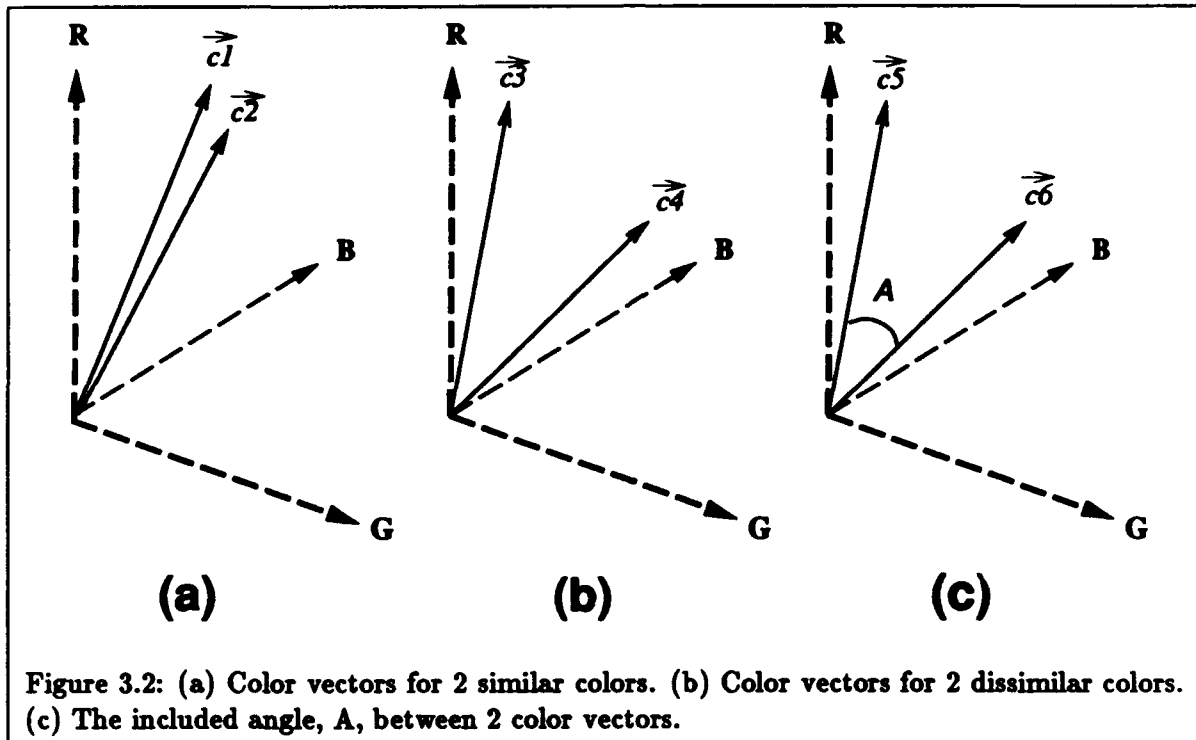 R
c1
c2
B
G
(a)
R
c3
c4
B
G
(b)
R
c5
c6
A
B
G
(c)
Figure 3.2: (a) Color vectors for 2 similar colors. (b) Color vectors for 2 dissimilar colors.
(c) The included angle, A, between 2 color vectors.